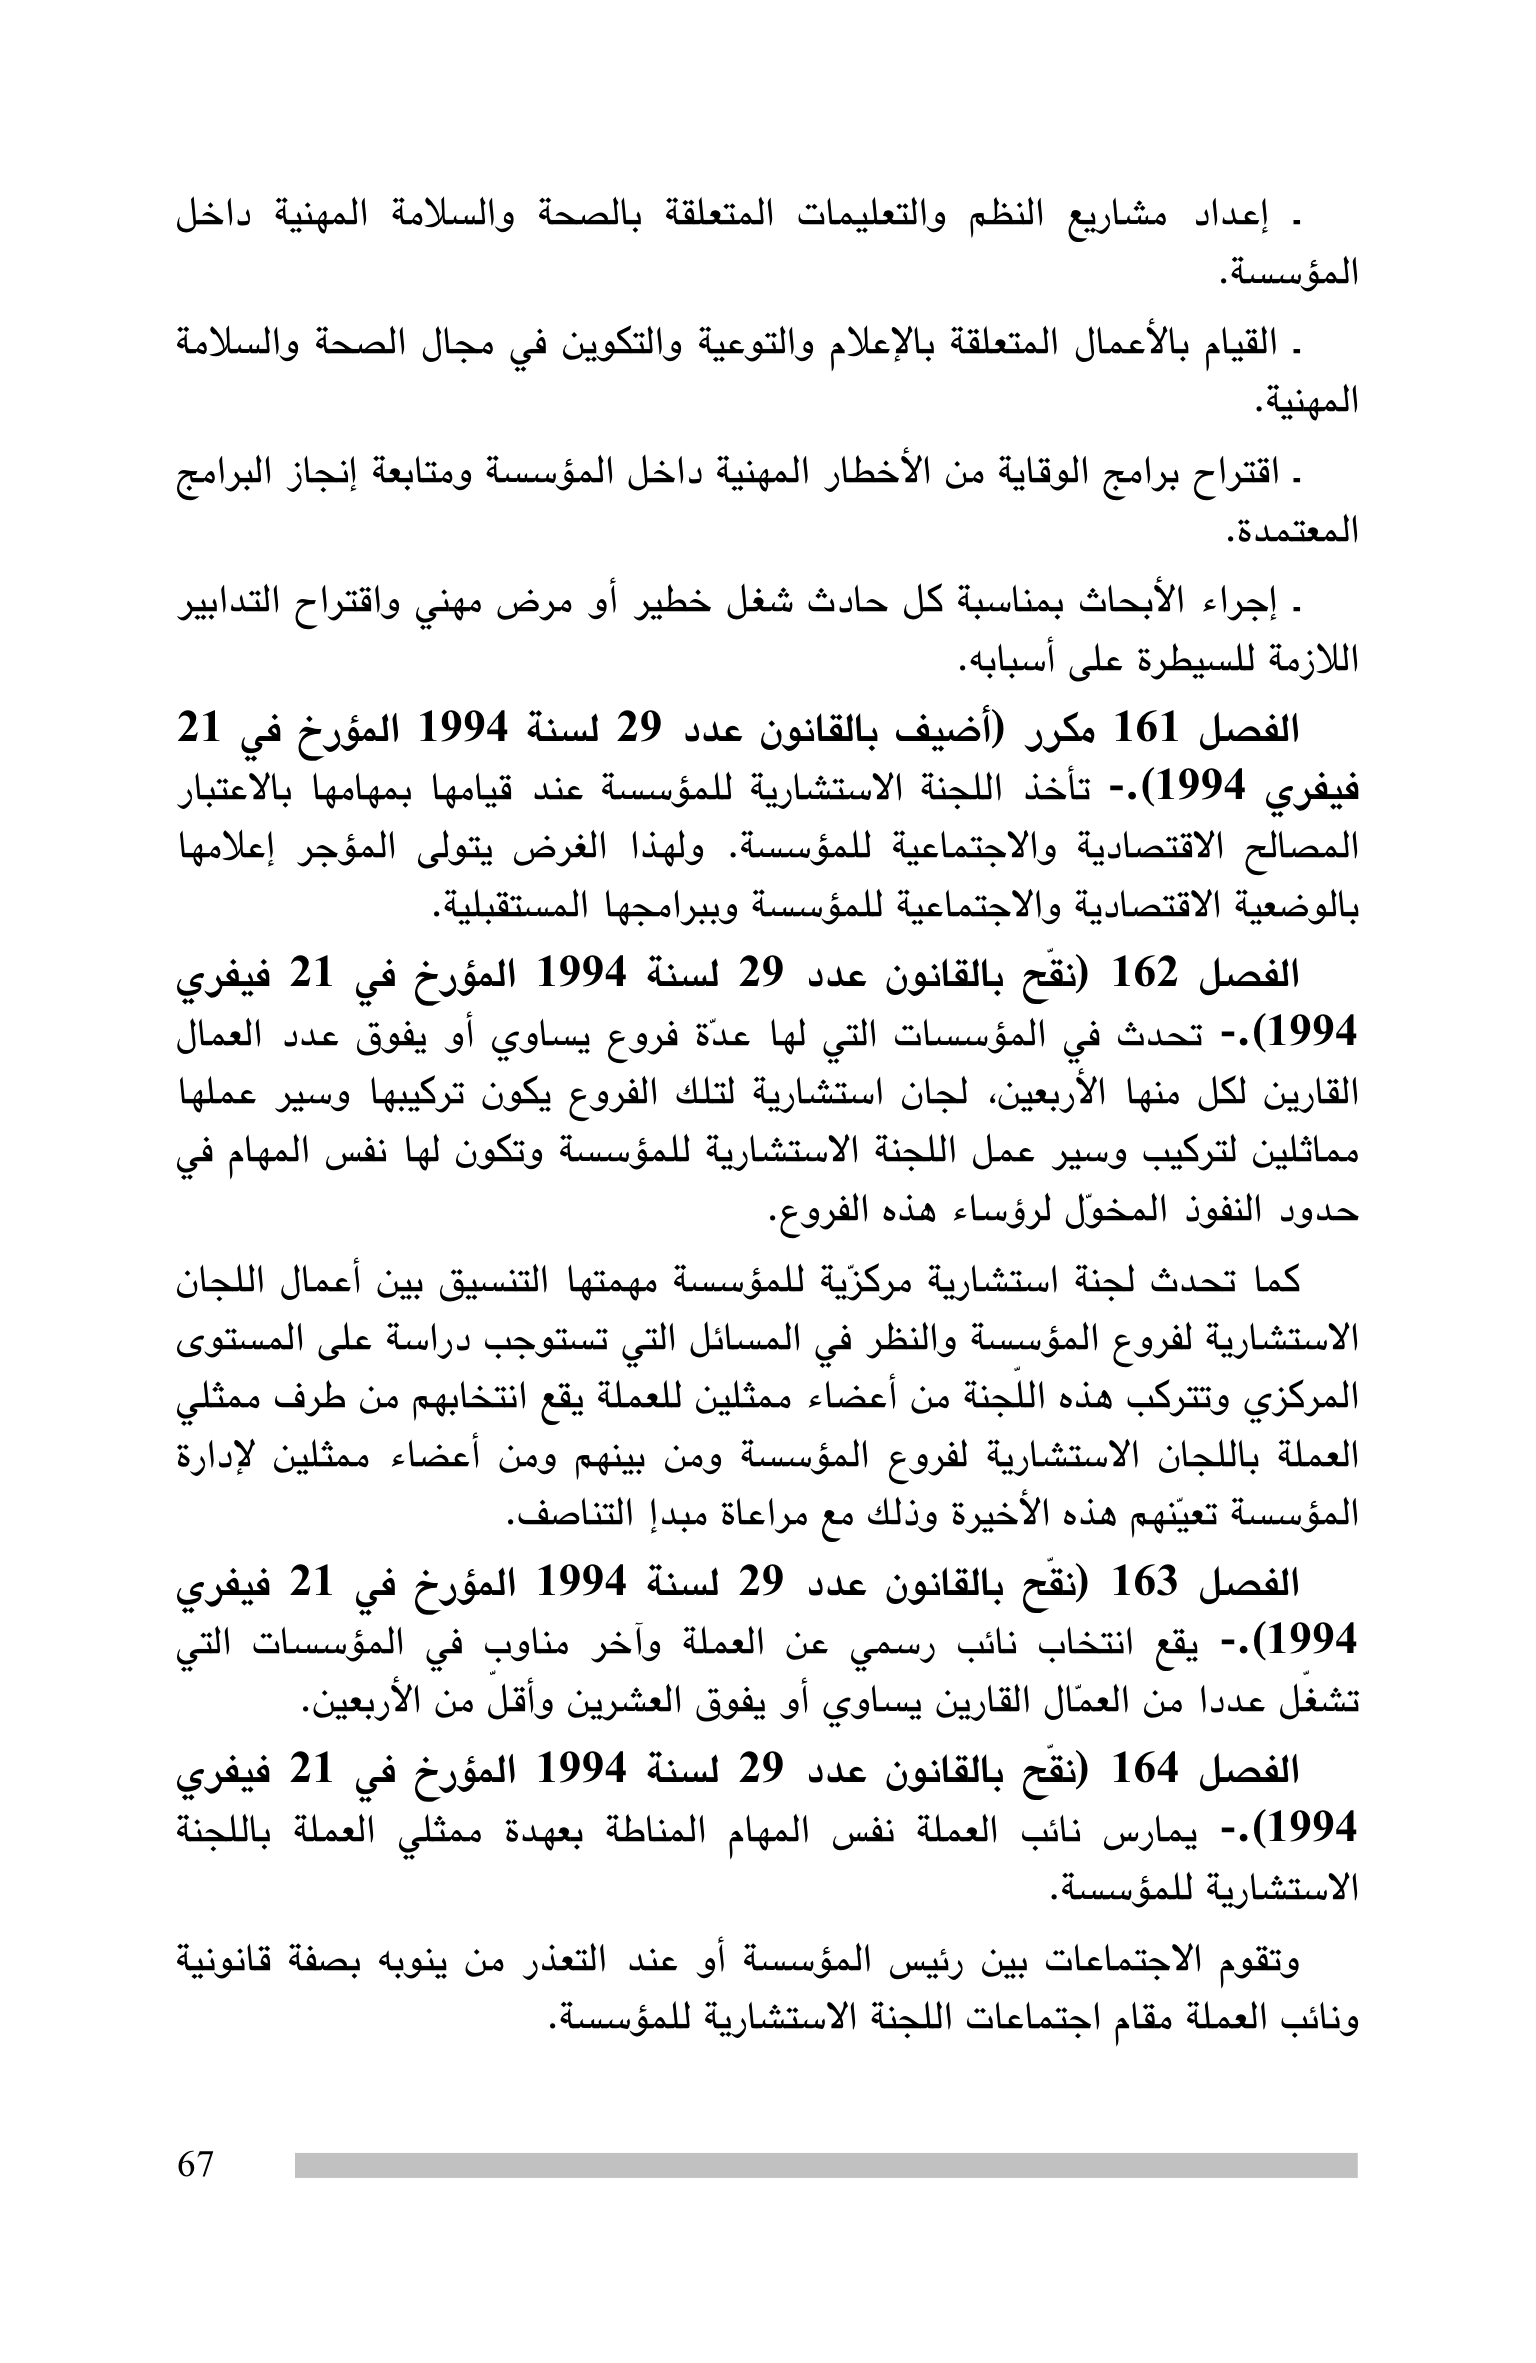 ـ إعداد مشاريع النظم والتعليمات المتعلقة بالصحة والسلامة المهنية داخل
المؤسسة.
ـ القيام بالأعمال المتعلقة بالإعلام والتوعية والتكوين في مجال الصحة والسلامة
المهنية.
ـ اقتراح برامج الوقاية من الأخطار المهنية داخل المؤسسة ومتابعة إنجاز البرامج
المعتمدة.
ـ إجراء الأبحاث بمناسبة كل حادث شغل خطير أو مرض مهني واقتراح التدابير
اللازمة للسيطرة على أسبابه.
الفصل 161 مكرر (أضيف بالقانون عدد 29 لسنة 1994 المؤرخ في 21
فيفري 1994).- تأخذ اللجنة الاستشارية للمؤسسة عند قيامها بمهامها بالاعتبار
المصالح الاقتصادية والاجتماعية للمؤسسة. ولهذا الغرض يتولى المؤجر إعلامها
بالوضعية الاقتصادية والاجتماعية للمؤسسة وببرامجها المستقبلية.
الفصل 162 (نقّح بالقانون عدد 29 لسنة 1994 المؤرخ في 21 فيفري
1994).- تحدث في المؤسسات التي لها عدّة فروع يساوي أو يفوق عدد العمال
القارين لكل منها الأربعين، لجان استشارية لتلك الفروع يكون تركيبها وسير عملها
مماثلين لتركيب وسير عمل اللجنة الاستشارية للمؤسسة وتكون لها نفس المهام في
حدود النفوذ المخوّل لرؤساء هذه الفروع.
كما تحدث لجنة استشارية مركزّية للمؤسسة مهمتها التنسيق بين أعمال اللجان
الاستشارية لفروع المؤسسة والنظر في المسائل التي تستوجب دراسة على المستوى
المركزي وتتركب هذه اللّجنة من أعضاء ممثلين للعملة يقع انتخابهم من طرف ممثلي
العملة باللجان الاستشارية لفروع المؤسسة ومن بينهم ومن أعضاء ممثلين لإدارة
المؤسسة تعيّنهم هذه الأخيرة وذلك مع مراعاة مبدإ التناصف.
الفصل 163 (نقّح بالقانون عدد 29 لسنة 1994 المؤرخ في 21 فيفري
1994).- يقع انتخاب نائب رسمي عن العملة وآخر مناوب في المؤسسات التي
تشغّل عددا من العمّال القارين يساوي أو يفوق العشرين وأقلّ من الأربعين.
الفصل 164 (نقّح بالقانون عدد 29 لسنة 1994 المؤرخ في 21 فيفري
1994).- يمارس نائب العملة نفس المهام المناطة بعهدة ممثلي العملة باللجنة
الاستشارية للمؤسسة.
وتقوم الاجتماعات بين رئيس المؤسسة أو عند التعذر من ينوبه بصفة قانونية
ونائب العملة مقام اجتماعات اللجنة الاستشارية للمؤسسة.
67